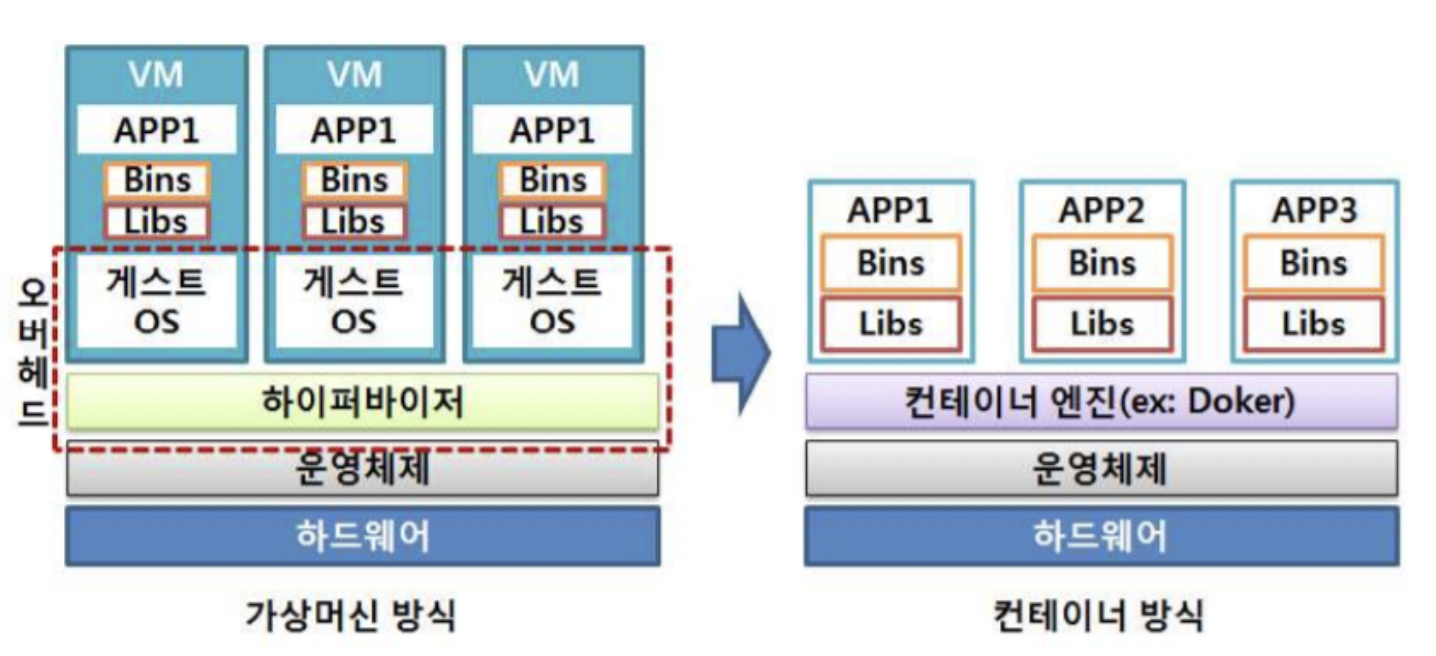 VM
APP1
Bins
Libs
게스트
OS
VM
APP1
Bins
Libs
게스트
OS
VM
APP1
Bins
Libs
게스트
OS
오버헤드
하이퍼바이저
운영체제
하드웨어
가상머신 방식
APP1
Bins
Libs
APP2
Bins
Libs
APP3
Bins
Libs
컨테이너 엔진(ex: Doker)
운영체제
하드웨어
컨테이너 방식